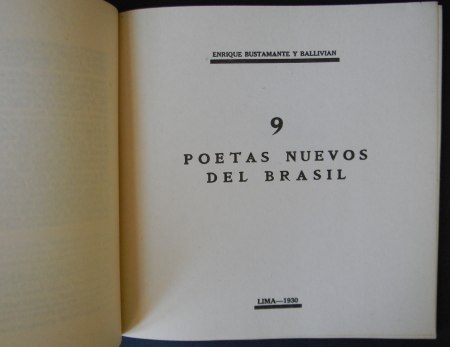 ENRIQUE BUSTAMANTE Y BALLIVIAN
9
POETAS NUEVOS
DEL BRASIL
LIMA—1930